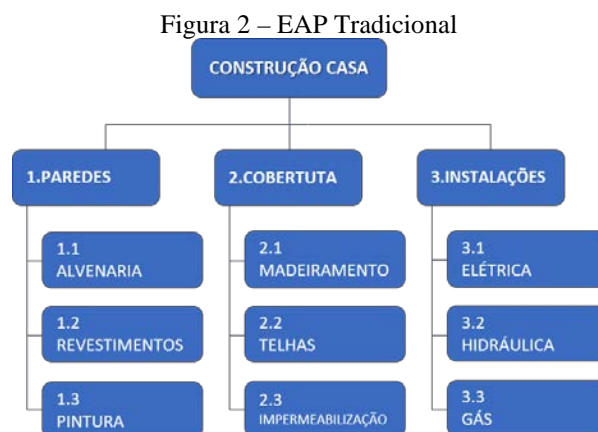 Figura 2 – EAP Tradicional
CONSTRUÇÃO CASA
1.PAREDES
2.COBERTUTA
3.INSTALAÇÕES
1.1
ALVENARIA
2.1
MADEIRAMENTO
3.1
ELÉTRICA
1.2
REVESTIMENTOS
2.2
TELHAS
3.2
HIDRÁULICA
1.3
PINTURA
2.3
IMPERMEABILIZAÇÃO
3.3
GÁS